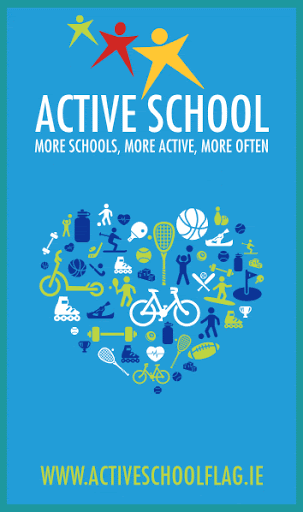 ACTIVE SCHOOL
MORE SCHOOLS, MORE ACTIVE, MORE OFTEN
WWW.ACTIVESCHOOLFLAG.IE